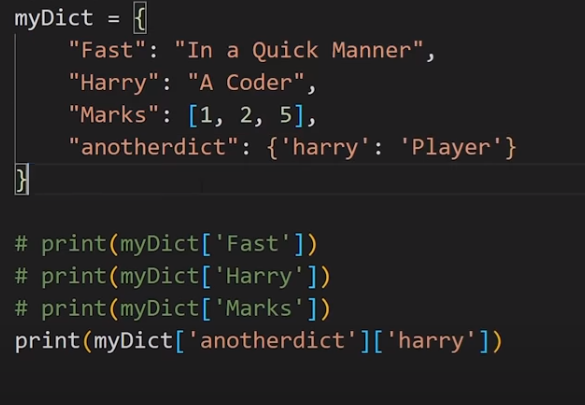 myDict = {
    "Fast": "In a Quick Manner",
    "Harry": "A Coder",
    "Marks": [1, 2, 5],
    "anotherdict": {'harry': 'Player'}
}
# print(myDict['Fast'])
# print(myDict['Harry'])
# print(myDict['Marks'])
print(myDict['anotherdict']['harry'])